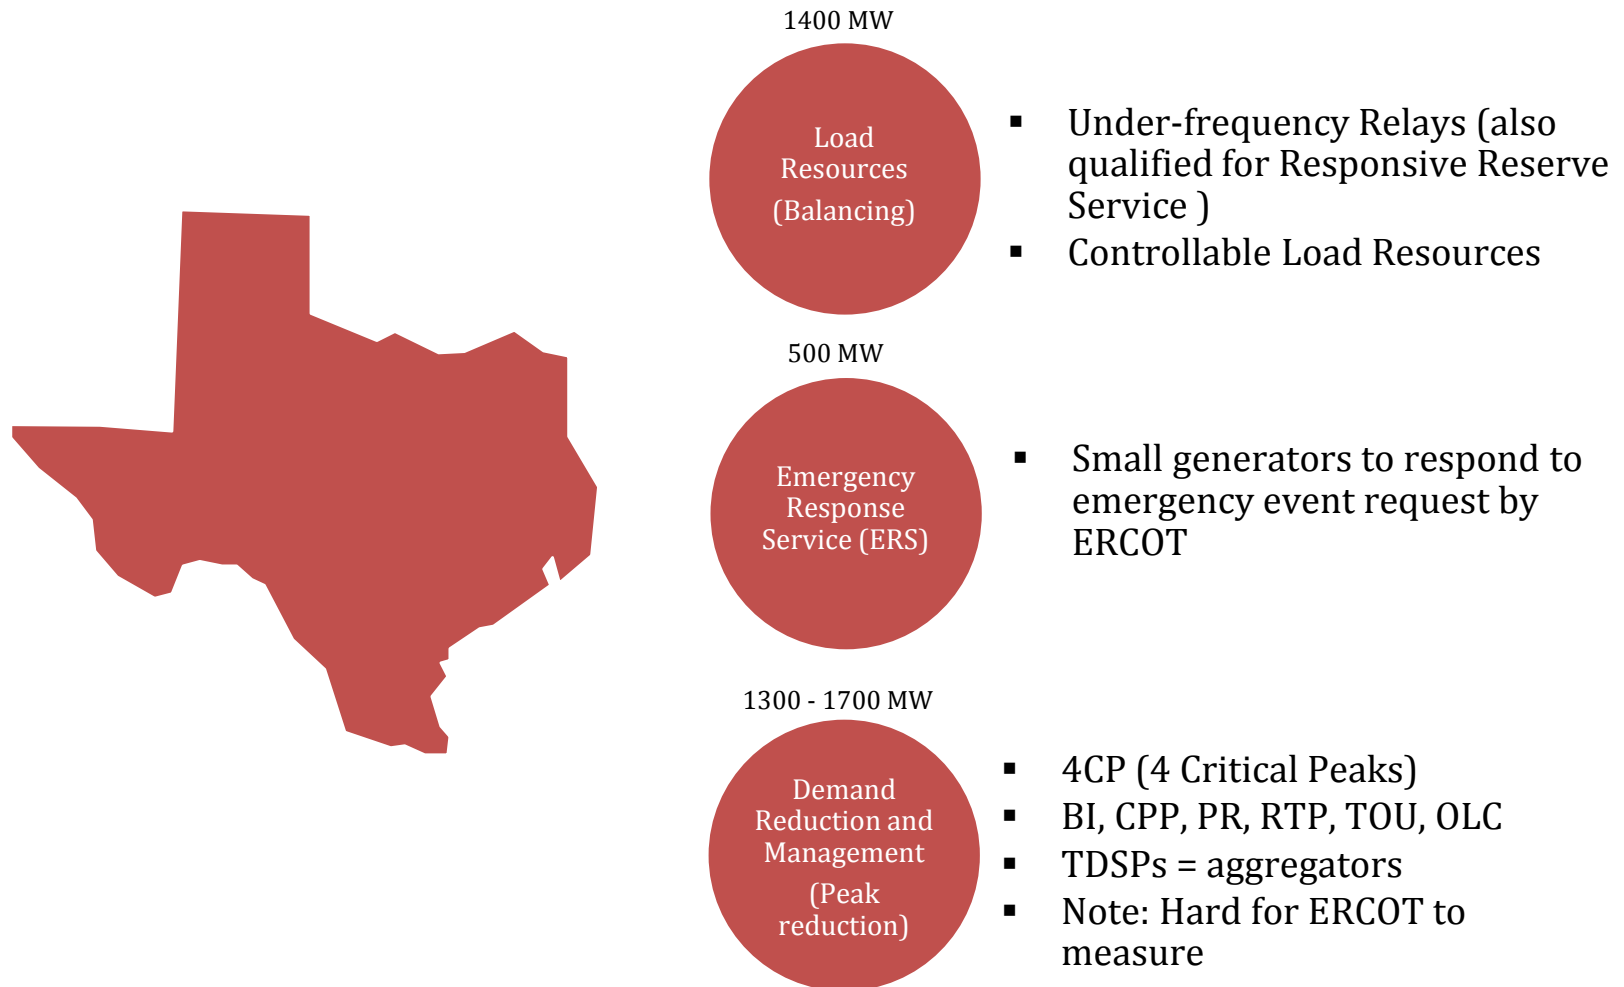 1400 MW
Load
Resources
(Balancing)
▪ Under-frequency Relays (also
qualified for Responsive Reserve
Service )
▪ Controllable Load Resources
500 MW
Emergency
Response
Service (ERS)
▪ Small generators to respond to
emergency event request by
ERCOT
1300 - 1700 MW
Demand
Reduction and
Management
(Peak
reduction)
▪ 4CP (4 Critical Peaks)
▪ BI, CPP, PR, RTP, TOU, OLC
▪ TDSPs = aggregators
▪ Note: Hard for ERCOT to
measure